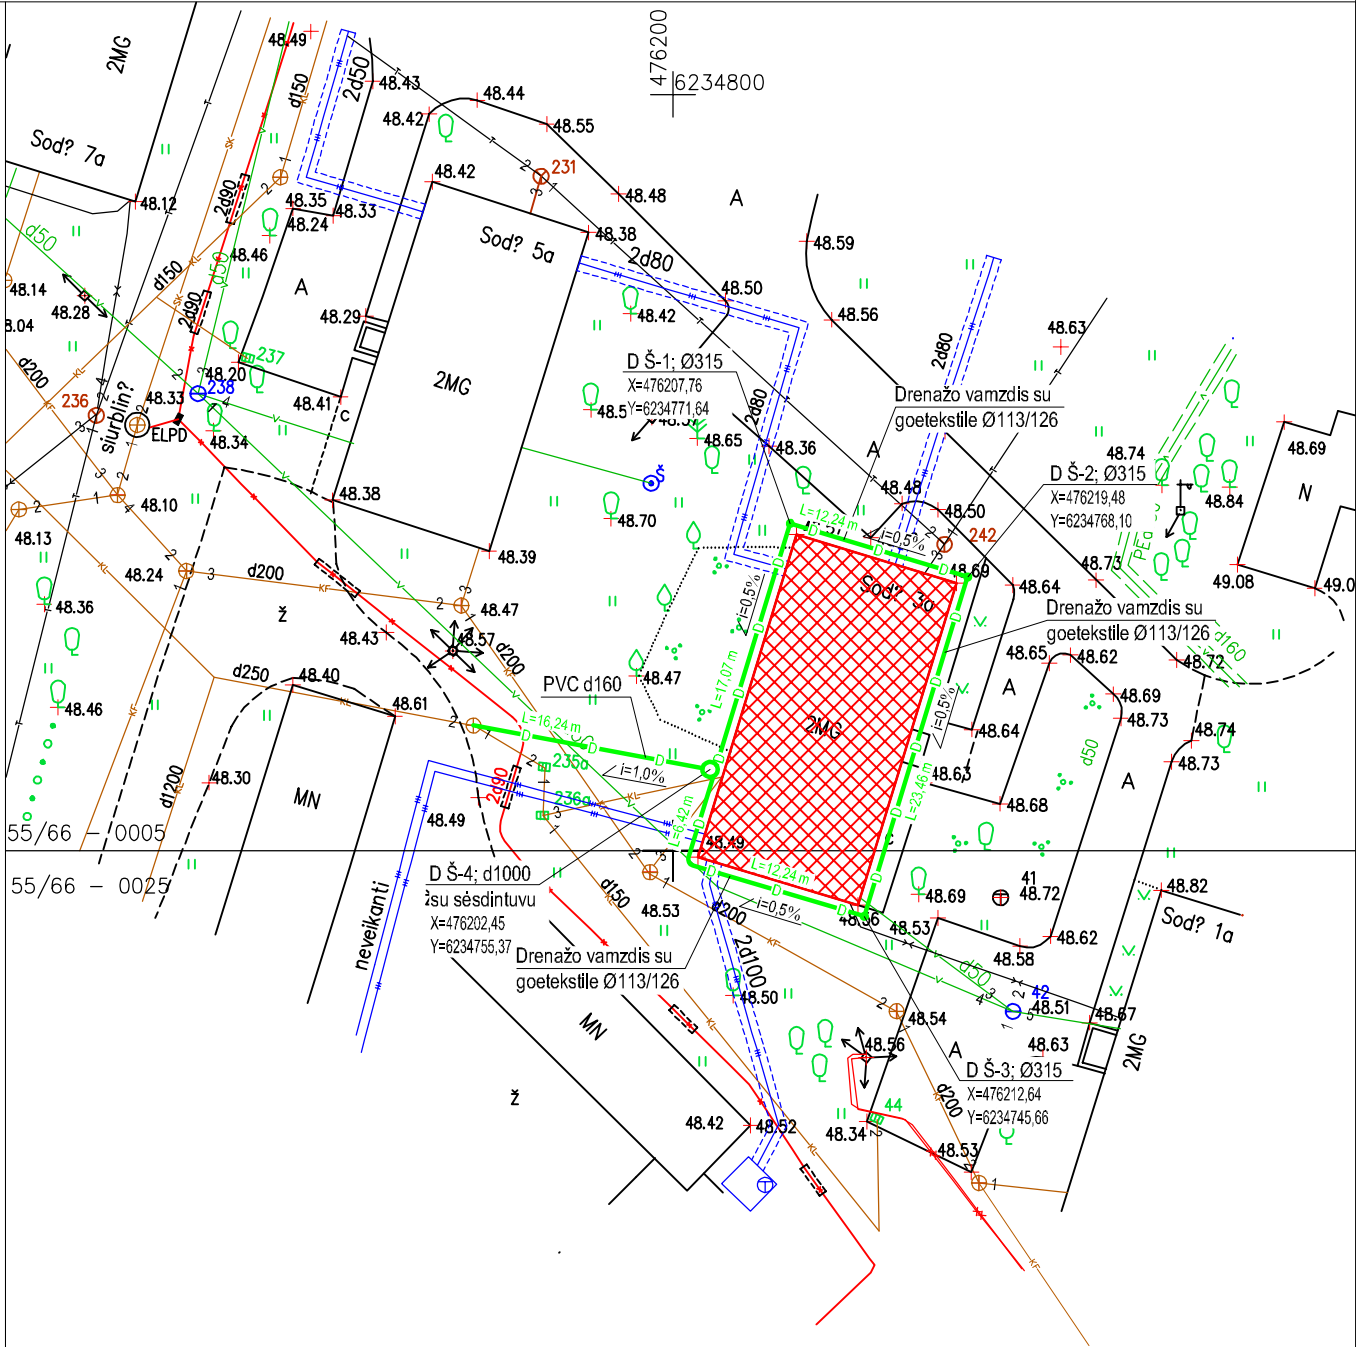 476200
6234800
48.49
2MG
d150
2d50
48.43
48.44
48.42
48.55
Sod? 7a
231
48.42
48.48
A
48.12
2d90
48.35
48.33
48.24
Sod? 5a
48.38
48.59
d50
48.46
2d80
d150
d50
48.14
48.28
A
48.50
2d90
48.29
48.42
48.56
48.63
D Š-1; Ø315
X=476207,76
Y=6234771,64
2d80
d200
237
48.20
2MG
238
48.33
48.41
C
Drenažo vamzdis su
goetekstile Ø113/126
2d80
236
siurblin?
ELPD
48.34
48.65
48.36
A
48.69
48.74
D Š-2; Ø315
X=476219,48
Y=6234768,10
48.84
N
Š
48.10
48.38
48.70
48.48
48.50
L=12,24 m
i=0,5%
242
48.13
48.39
48.24
d200
48.69
Sod? 3a
48.64
48.73
49.08
48.36
ž
48.47
48.43
48.57
d200
i=0,5%
Drenažo vamzdis su
goetekstile Ø113/126
d160
48.65
48.62
48.72
d250
48.40
48.47
L=17,07 m
A
48.46
48.61
PVC d160
L=16,24 m
48.69
48.73
48.74
2MG
i=0,5%
48.64
48.30
235a
i=1,0%
48.63
d50
A
48.73
d1200
MN
2d90
236a
48.68
L=23,46 m
55/66 - 0005
48.49
L=6,42 m
48.49
55/66 - 0025
D Š-4; d1000
su sėsdintuvu
X=476202,45
Y=6234755,37
neveikanti
d150
48.53
L=12,24 m
i=0,5%
d200
48.69
41
48.72
48.82
Sod? 1a
48.53
48.62
48.58
Drenažo vamzdis su
goetekstile Ø113/126
2d100
d50
42
48.50
48.51
48.54
48.67
MN
48.56
A
48.63
2MG
D Š-3; Ø315
X=476212,64
Y=6234745,66
ž
d200
44
48.42
48.52
48.34
48.53